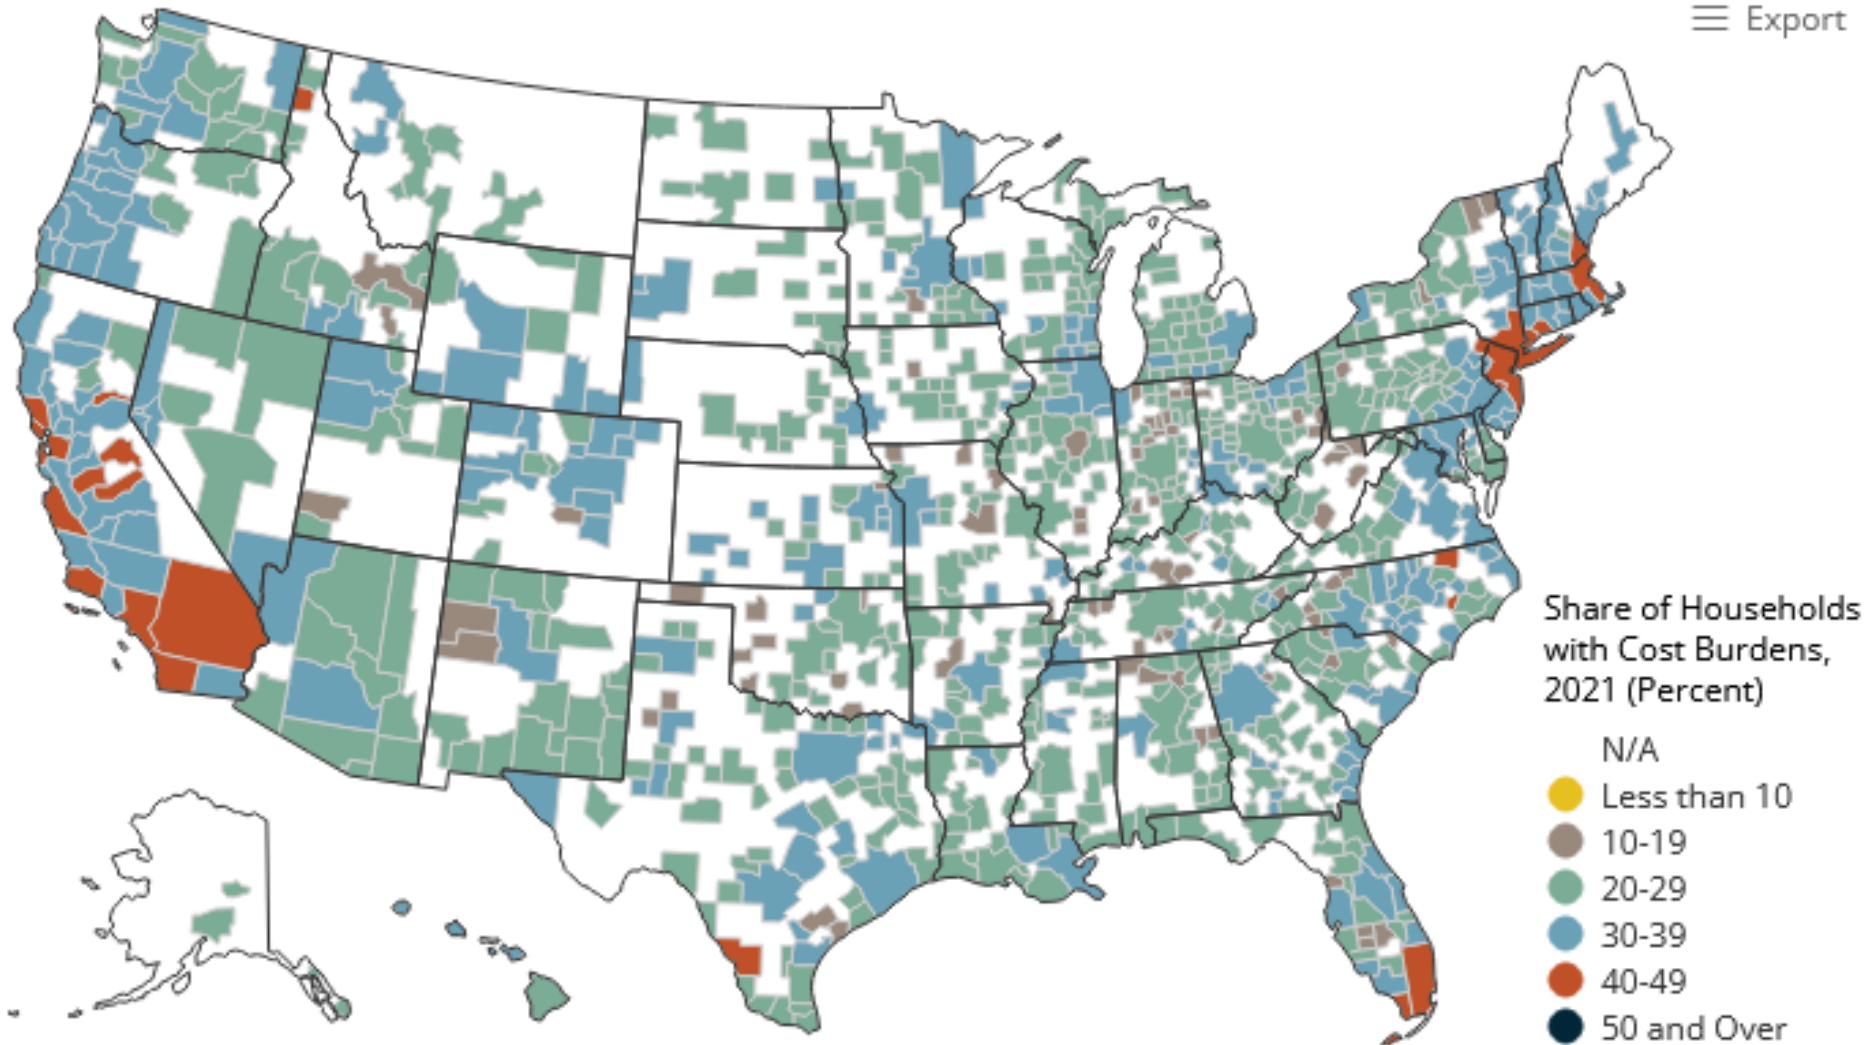 Export
Share of Households
with Cost Burdens,
2021 (Percent)
N/A
Less than 10
10-19
20-29
30-39
40-49
50 and Over